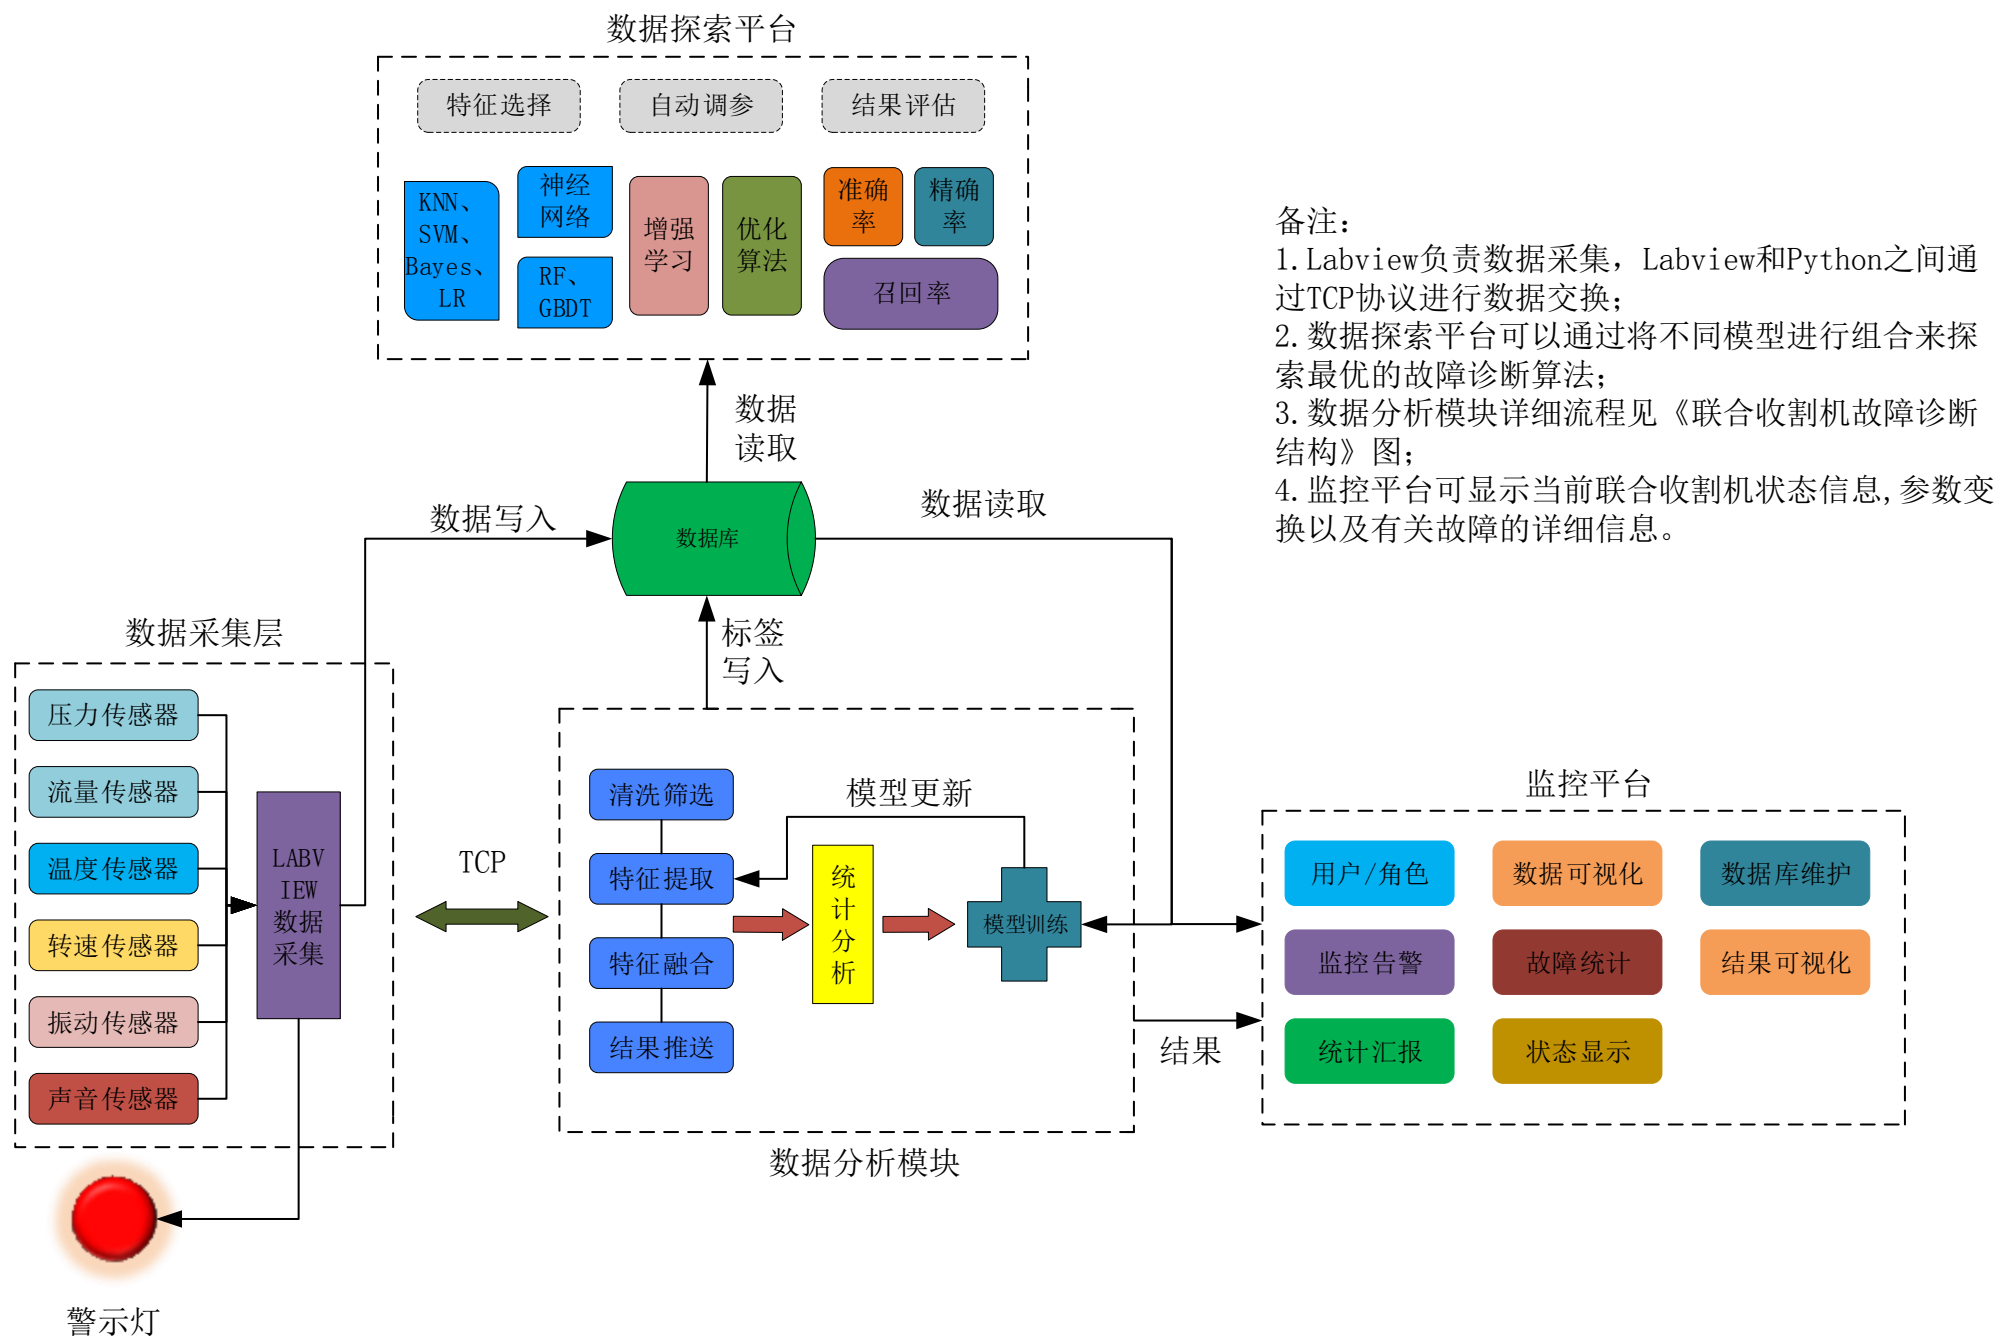 数据探索平台
特征选择
自动调参
结果评估
KNN、
SVM、
Bayes、
LR
神经
网络
RF、
GBDT
增强
学习
优化
算法
准确
率
精确
率
召回率
备注：
1.Labview负责数据采集，Labview和Python之间通
过TCP协议进行数据交换；
2.数据探索平台可以通过将不同模型进行组合来探
索最优的故障诊断算法；
3.数据分析模块详细流程见《联合收割机故障诊断
结构》图；
4.监控平台可显示当前联合收割机状态信息,参数变
换以及有关故障的详细信息。
数据
读取
数据写入
数据库
数据读取
标签
写入
数据采集层
压力传感器
流量传感器
温度传感器
转速传感器
振动传感器
声音传感器
LABV
IEW
数据
采集
警示灯
TCP
清洗筛选
特征提取
特征融合
结果推送
模型更新
统
计
分
析
模型训练
数据分析模块
结果
监控平台
用户/角色
数据可视化
数据库维护
监控告警
故障统计
结果可视化
统计汇报
状态显示